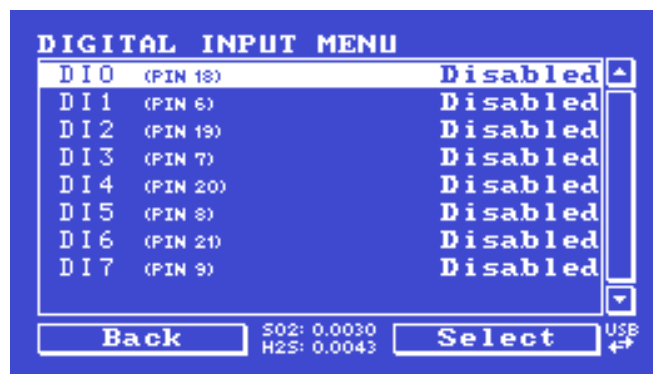 DIGITAL INPUT MENU
DI0 (PIN 18) Disabled
DI1 (PIN 6) Disabled
DI2 (PIN 19) Disabled
DI3 (PIN 7) Disabled
DI4 (PIN 20) Disabled
DI5 (PIN 8) Disabled
DI6 (PIN 21) Disabled
DI7 (PIN 9) Disabled
Back SO2: 0.0030 Select USB
H2S: 0.0043